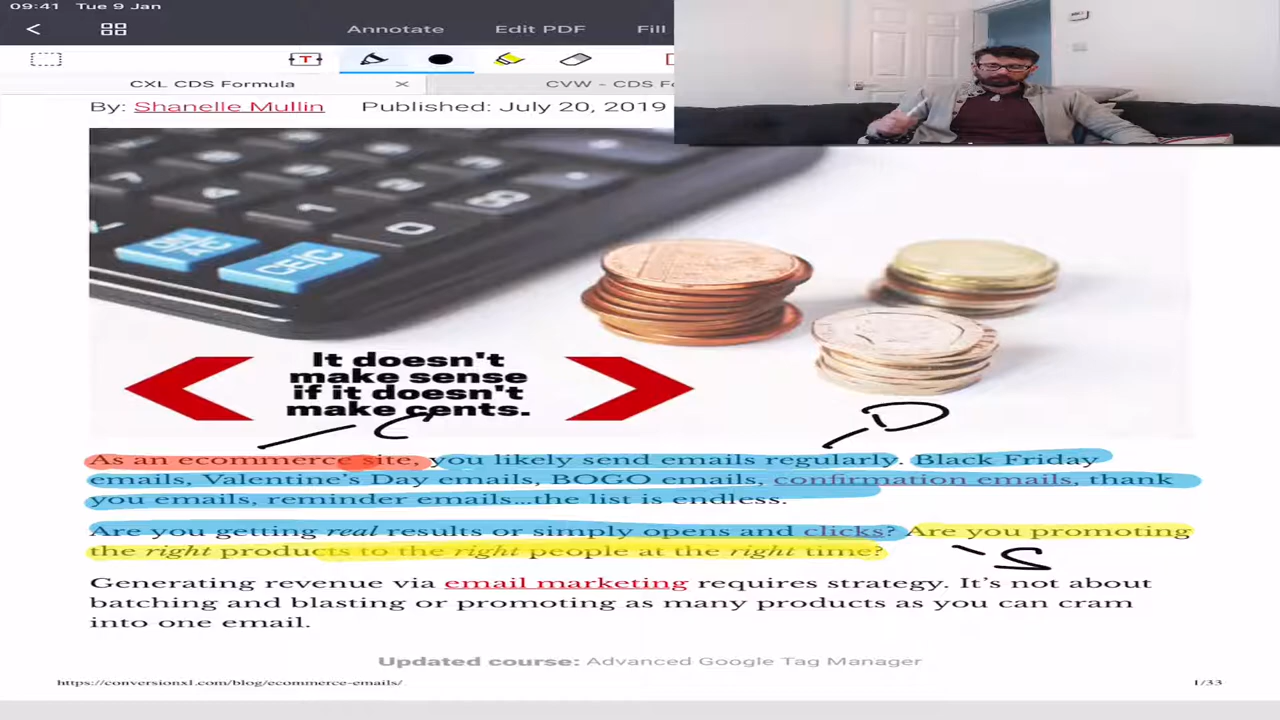 09:41 Tue 9 Jan
Annotate Edit PDF Fill
T
CXL CDS Formula × CVW - CDS Fo
By: Shanelle Mullin Published: July 20, 2019
0
CE/C
It doesn't
make sense
if it doesn't
make cents.
C D
As an ecommerce site, you likely send emails regularly. Black Friday
emails, Valentine's Day emails, BOGO emails, confirmation emails, thank
you emails, reminder emails...the list is endless.
Are you getting real results or simply opens and clicks? Are you promoting
the right products to the right people at the right time?
S
Generating revenue via email marketing requires strategy. It's not about
batching and blasting or promoting as many products as you can cram
into one email.
Updated course: Advanced Google Tag Manager
https://conversionxl.com/blog/ecommerce-emails/ 1/33